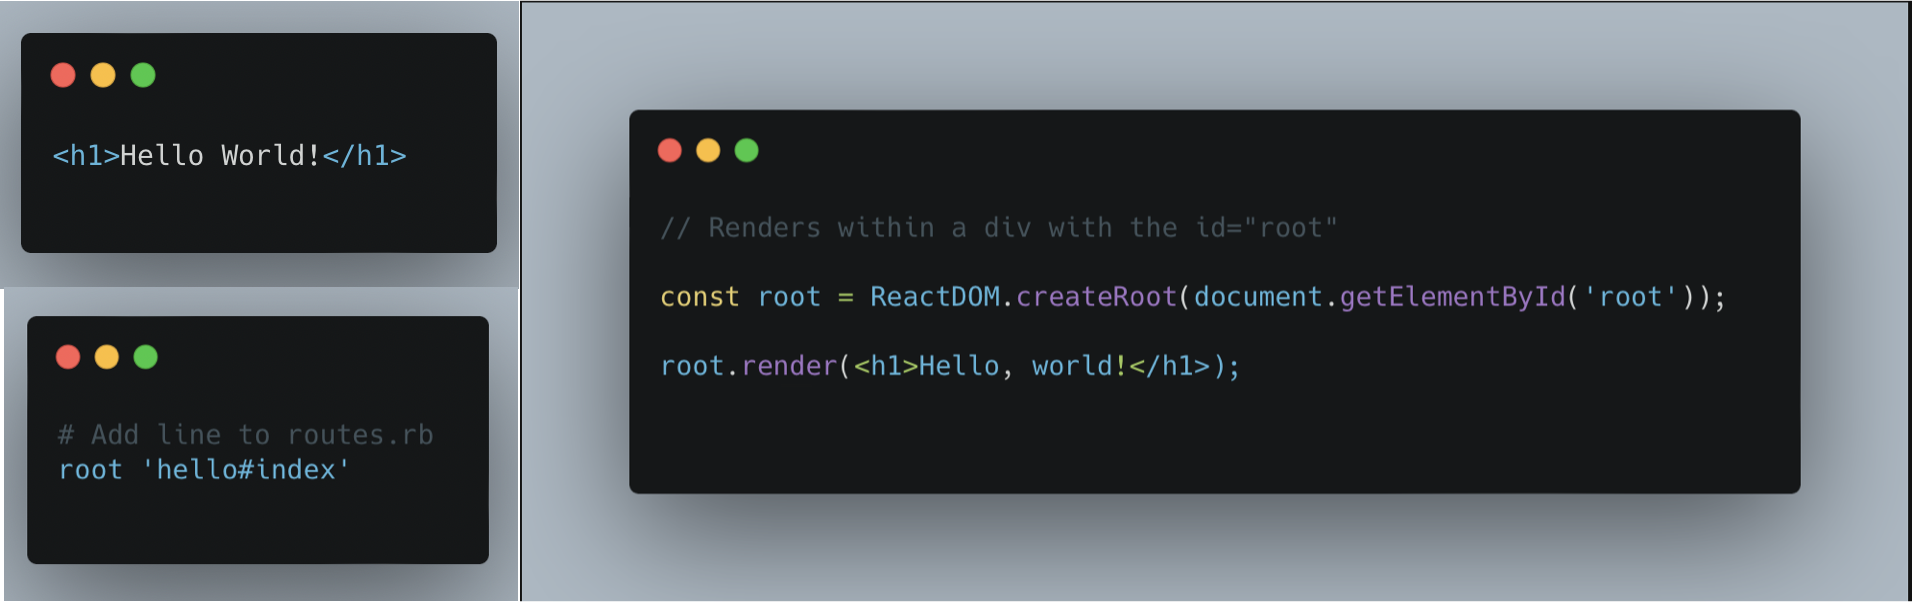 <h1>Hello World!</h1>
# Add line to routes.rb
root 'hello#index'
// Renders within a div with the id="root"
const root = ReactDOM.createRoot(document.getElementById('root'));
root.render(<h1>Hello, world!</h1>);